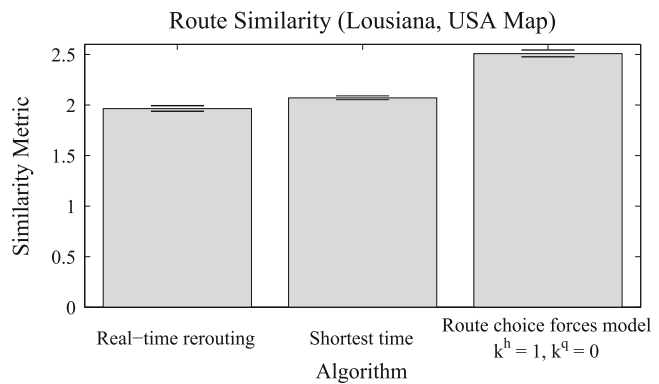 Route Similarity (Lousiana, USA Map)
2.5
2
1.5
1
0.5
0
Similarity Metric
Real−time rerouting
Shortest time
Route choice forces model
k^h = 1, k^q = 0
Algorithm